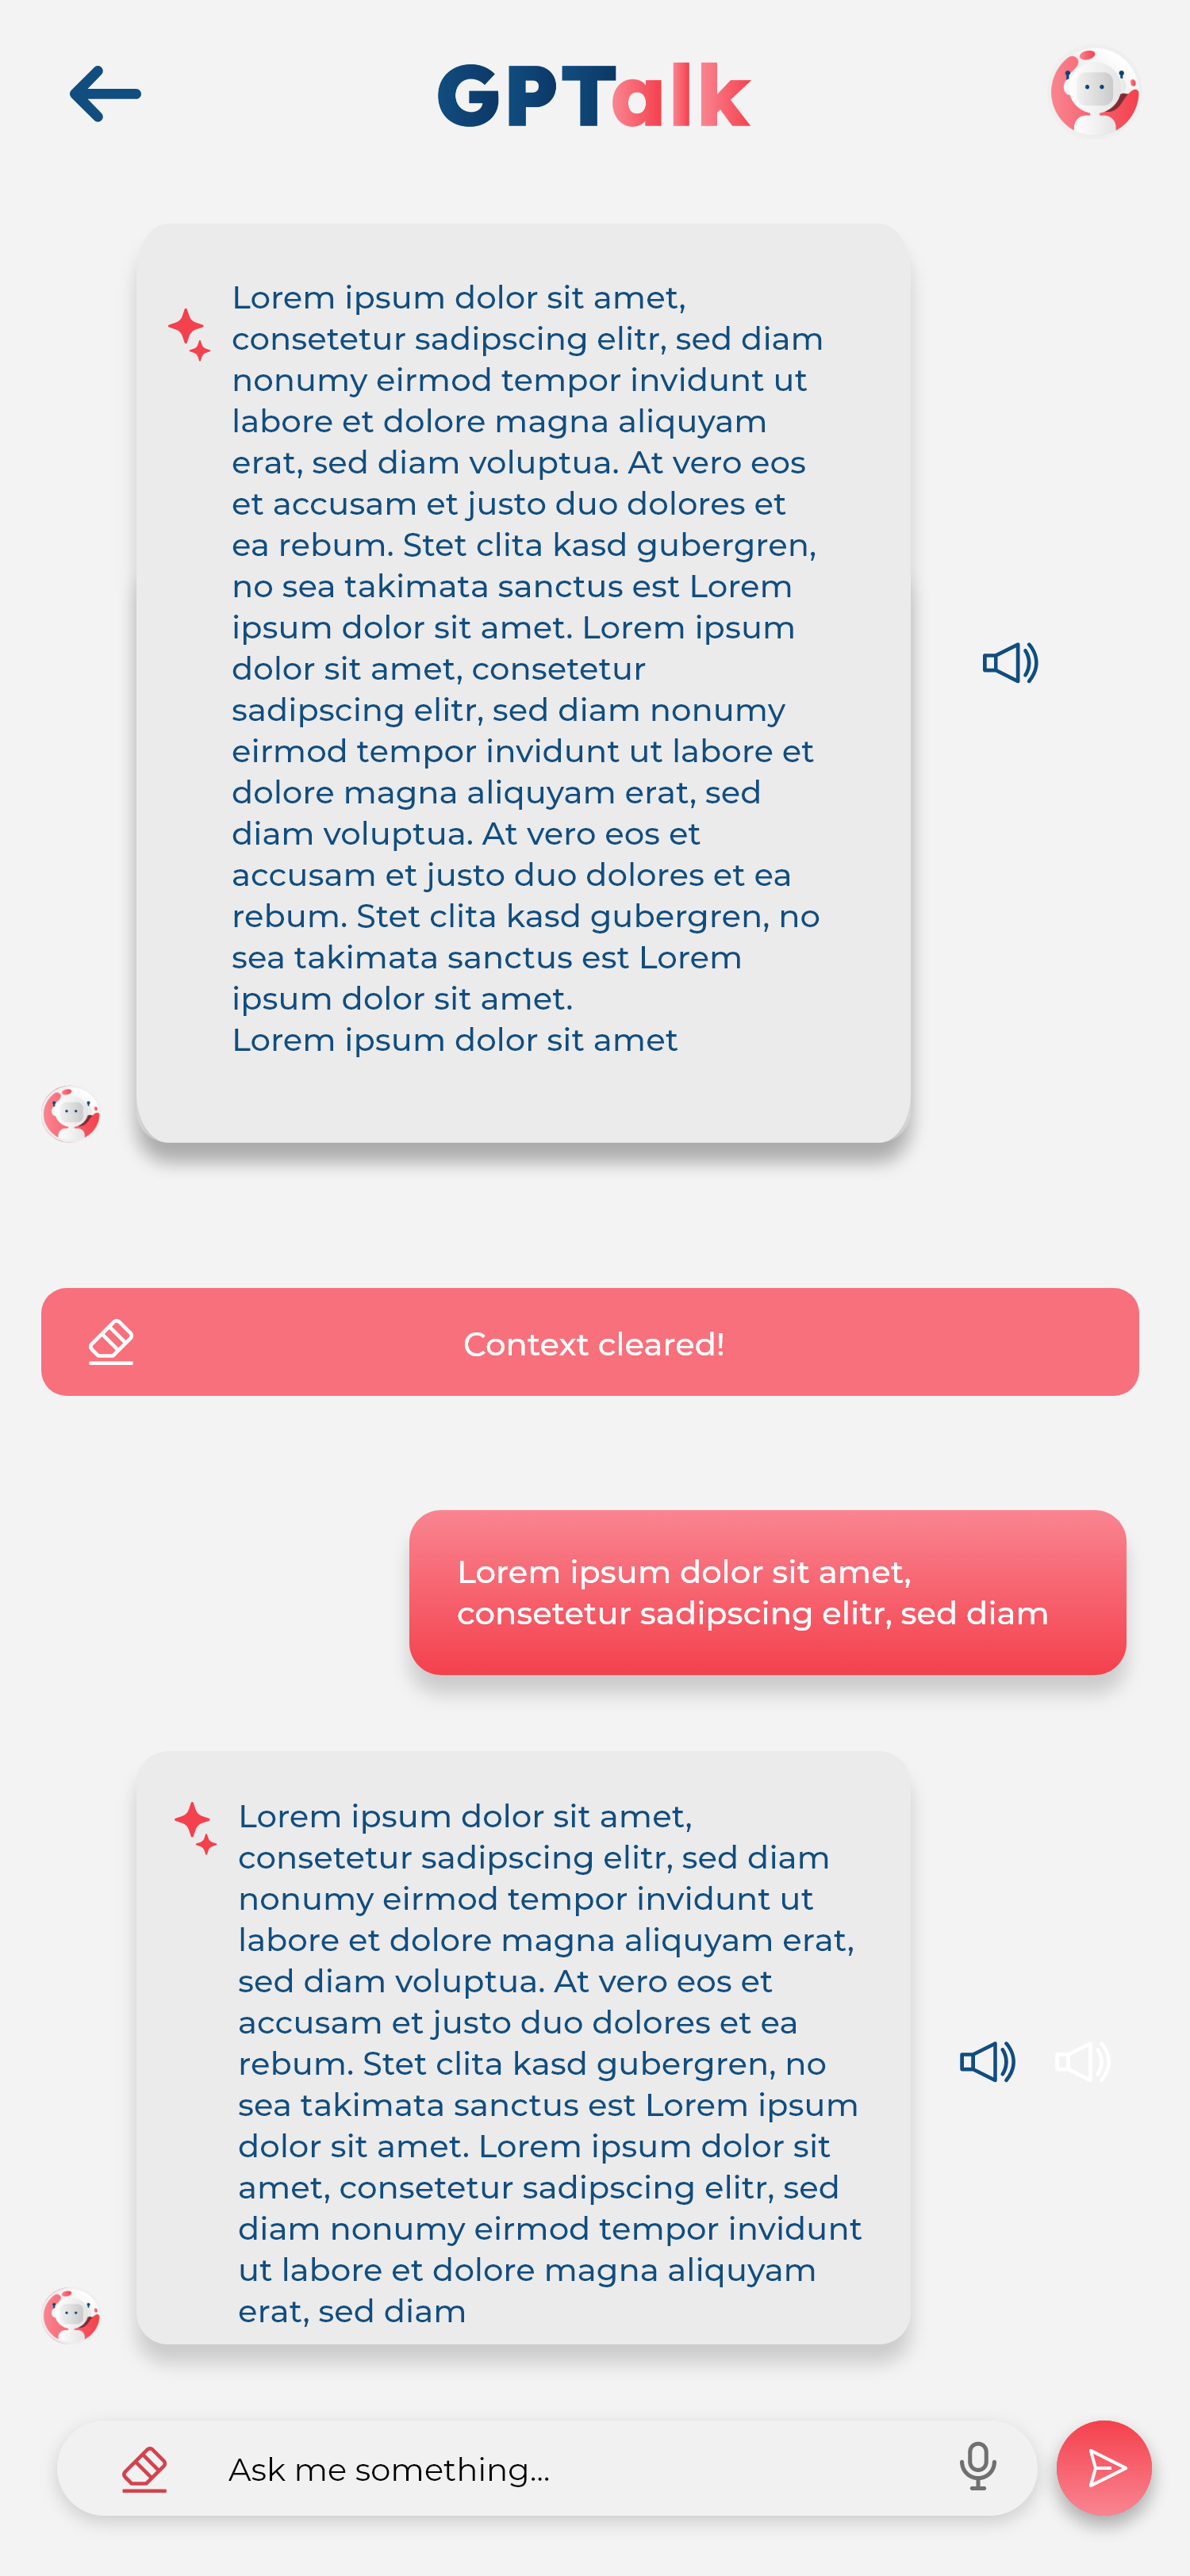 GPTalk
Lorem ipsum dolor sit amet,
consetetur sadipscing elitr, sed diam
nonumy eirmod tempor invidunt ut
labore et dolore magna aliquyam
erat, sed diam voluptua. At vero eos
et accusam et justo duo dolores et
ea rebum. Stet clita kasd gubergren,
no sea takimata sanctus est Lorem
ipsum dolor sit amet. Lorem ipsum
dolor sit amet, consetetur
sadipscing elitr, sed diam nonumy
eirmod tempor invidunt ut labore et
dolore magna aliquyam erat, sed
diam voluptua. At vero eos et
accusam et justo duo dolores et ea
rebum. Stet clita kasd gubergren, no
sea takimata sanctus est Lorem
ipsum dolor sit amet.
Lorem ipsum dolor sit amet
Context cleared!
Lorem ipsum dolor sit amet,
consetetur sadipscing elitr, sed diam
Lorem ipsum dolor sit amet,
consetetur sadipscing elitr, sed diam
nonumy eirmod tempor invidunt ut
labore et dolore magna aliquyam erat,
sed diam voluptua. At vero eos et
accusam et justo duo dolores et ea
rebum. Stet clita kasd gubergren, no
sea takimata sanctus est Lorem ipsum
dolor sit amet. Lorem ipsum dolor sit
amet, consetetur sadipscing elitr, sed
diam nonumy eirmod tempor invidunt
ut labore et dolore magna aliquyam
erat, sed diam
Ask me something...